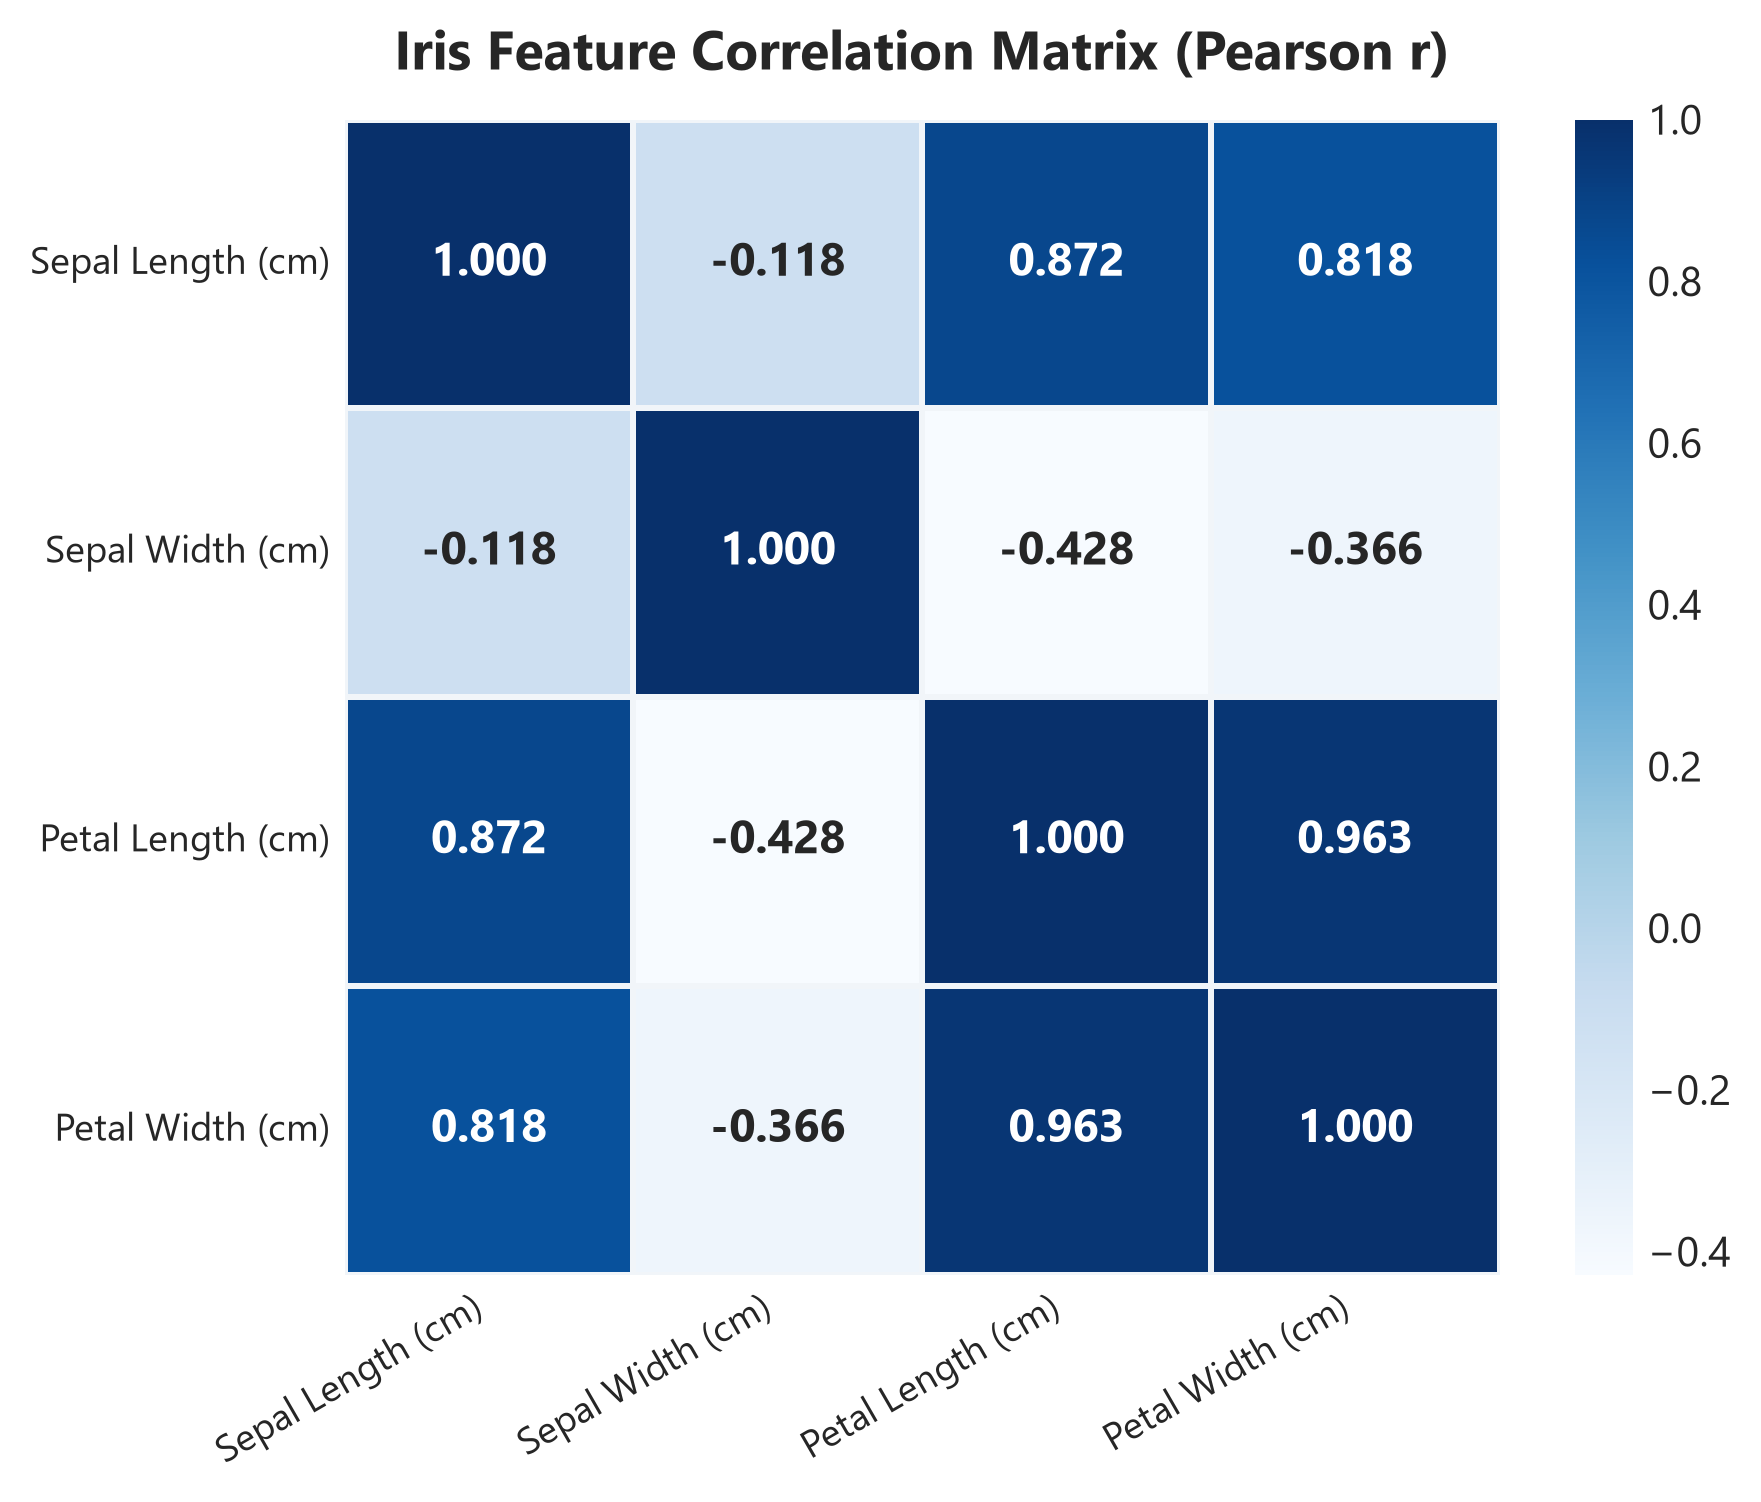 Iris Feature Correlation Matrix (Pearson r)
Sepal Length (cm) 1.000 -0.118 0.872 0.818
Sepal Width (cm) -0.118 1.000 -0.428 -0.366
Petal Length (cm) 0.872 -0.428 1.000 0.963
Petal Width (cm) 0.818 -0.366 0.963 1.000
Sepal Length (cm) Sepal Width (cm) Petal Length (cm) Petal Width (cm)
1.0
0.8
0.6
0.4
0.2
0.0
−0.2
−0.4